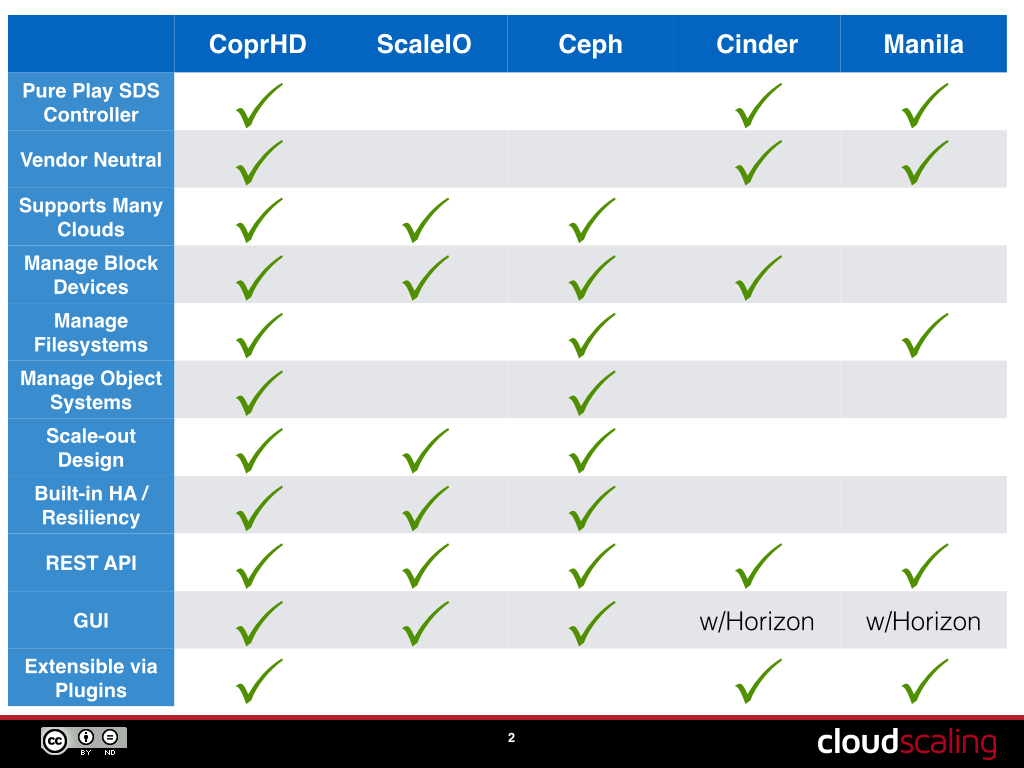 CoprHD ScaleIO Ceph Cinder Manila
Pure Play SDS
Controller
Vendor Neutral
Supports Many
Clouds
Manage Block
Devices
Manage
Filesystems
Manage Object
Systems
Scale-out
Design
Built-in HA /
Resiliency
REST API
GUI w/Horizon w/Horizon
Extensible via
Plugins
cc BY ND
2
cloudscaling